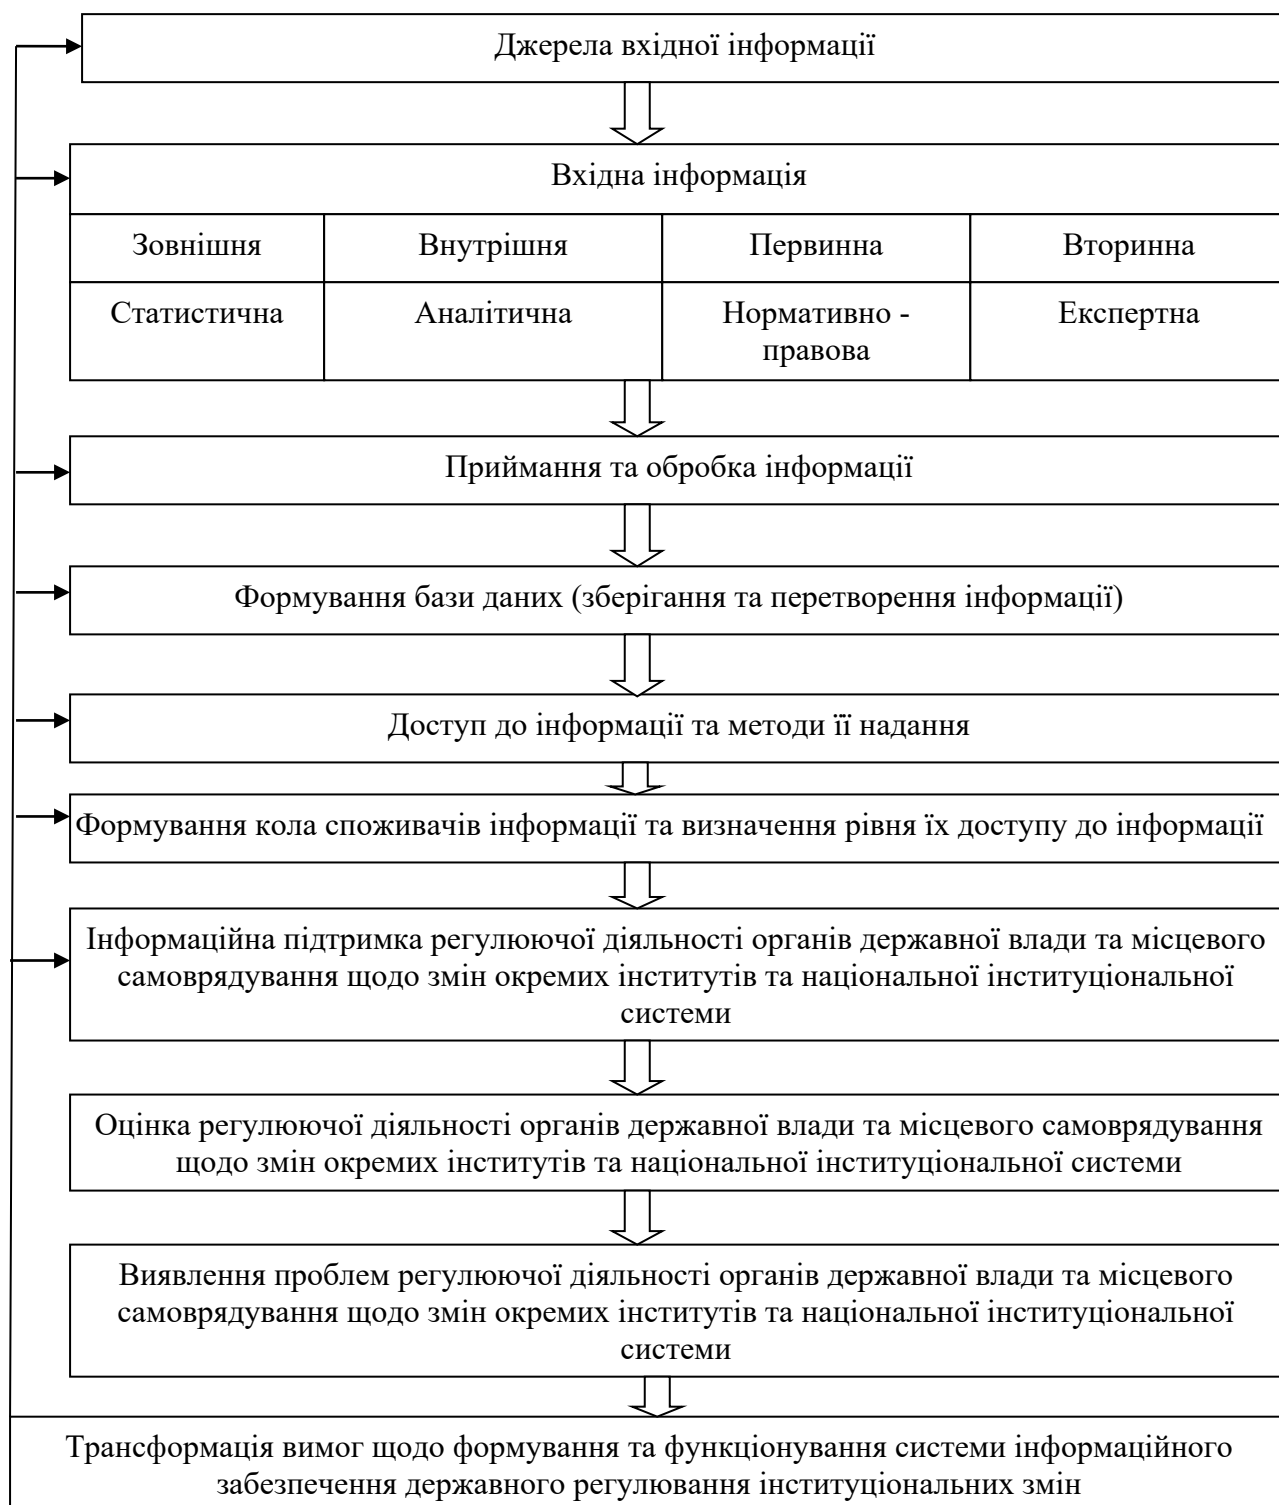 Джерела вхідної інформації
Вхідна інформація
Зовнішня Внутрішня Первинна Вторинна
Статистична Аналітична Нормативно - Експертна
правова
Приймання та обробка інформації
Формування бази даних (зберігання та перетворення інформації)
Доступ до інформації та методи її надання
Формування кола споживачів інформації та визначення рівня їх доступу до інформації
Інформаційна підтримка регулюючої діяльності органів державної влади та місцевого
самоврядування щодо змін окремих інститутів та національної інституціональної
системи
Оцінка регулюючої діяльності органів державної влади та місцевого самоврядування
щодо змін окремих інститутів та національної інституціональної системи
Виявлення проблем регулюючої діяльності органів державної влади та місцевого
самоврядування щодо змін окремих інститутів та національної інституціональної
системи
Трансформація вимог щодо формування та функціонування системи інформаційного
забезпечення державного регулювання інституціональних змін